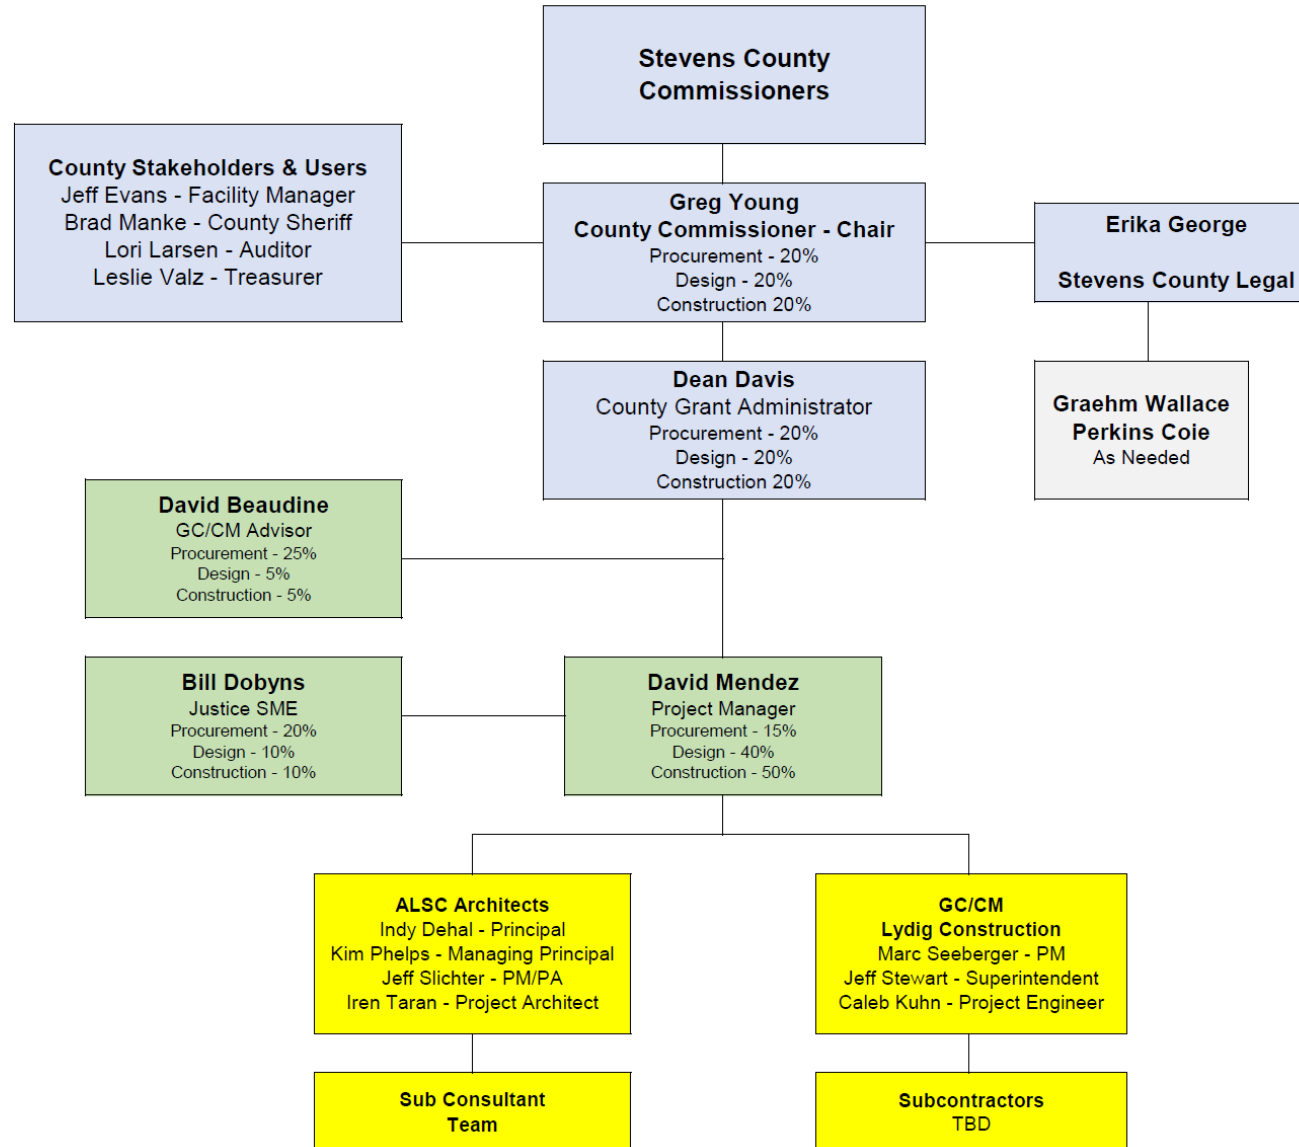 Stevens County
Commissioners
County Stakeholders & Users
Jeff Evans - Facility Manager
Brad Manke - County Sheriff
Lori Larsen - Auditor
Leslie Valz - Treasurer
Greg Young
County Commissioner - Chair
Procurement - 20%
Design - 20%
Construction 20%
Erika George
Stevens County Legal
Dean Davis
County Grant Administrator
Procurement - 20%
Design - 20%
Construction 20%
Graehm Wallace
Perkins Coie
As Needed
David Beaudine
GC/CM Advisor
Procurement - 25%
Design - 5%
Construction - 5%
Bill Dobyns
Justice SME
Procurement - 20%
Design - 10%
Construction - 10%
David Mendez
Project Manager
Procurement - 15%
Design - 40%
Construction - 50%
ALSC Architects
Indy Dehal - Principal
Kim Phelps - Managing Principal
Jeff Slichter - PM/PA
Iren Taran - Project Architect
GC/CM
Lydig Construction
Marc Seeberger - PM
Jeff Stewart - Superintendent
Caleb Kuhn - Project Engineer
Sub Consultant
Team
Subcontractors
TBD